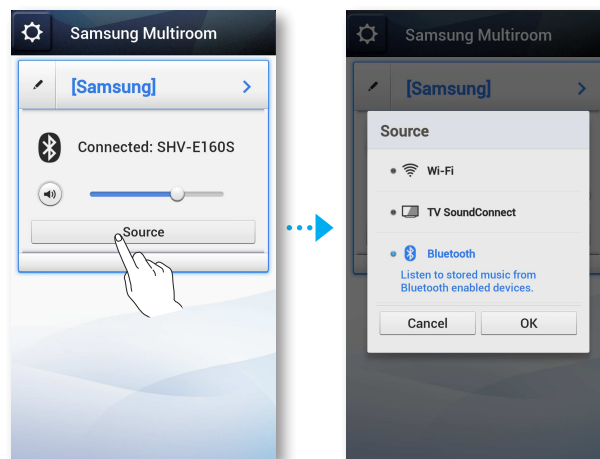 Samsung Multiroom
[Samsung]
Connected: SHV-E160S
Source
Samsung Multiroom
[Samsung]
Source
Wi-Fi
TV SoundConnect
Bluetooth
Listen to stored music from
Bluetooth enabled devices.
Cancel
OK